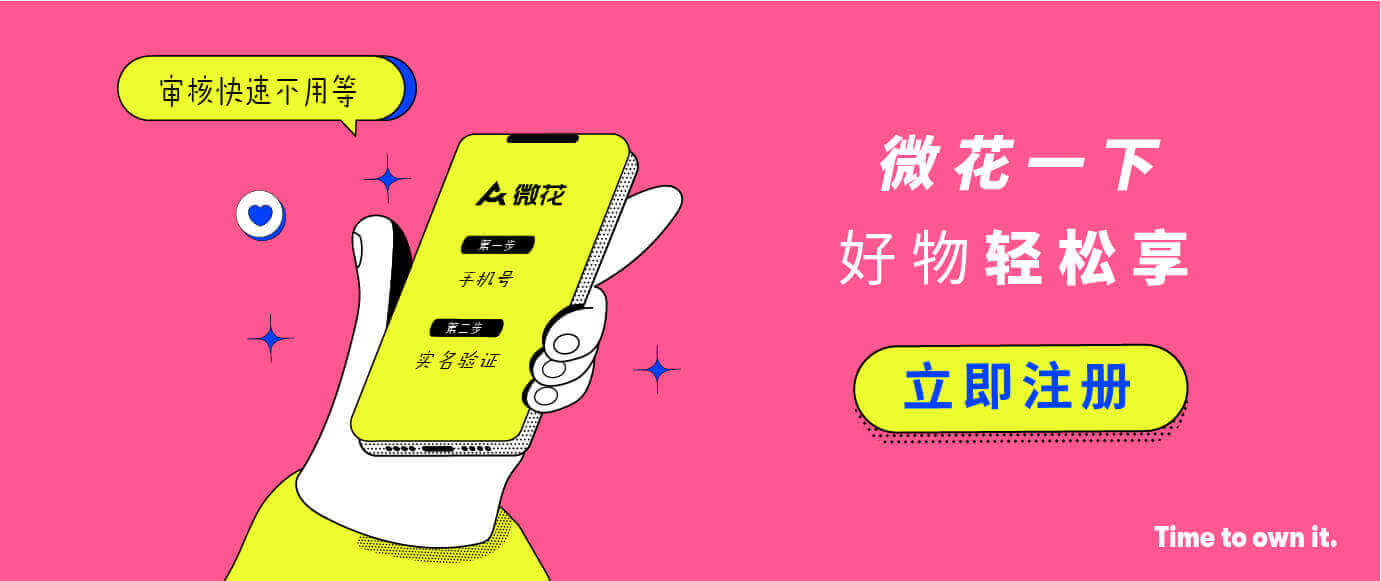 审核快速不用等
微花
第一步
手机号
第二步
实名验证
微花一下
好物轻松享
立即注册
Time to own it.